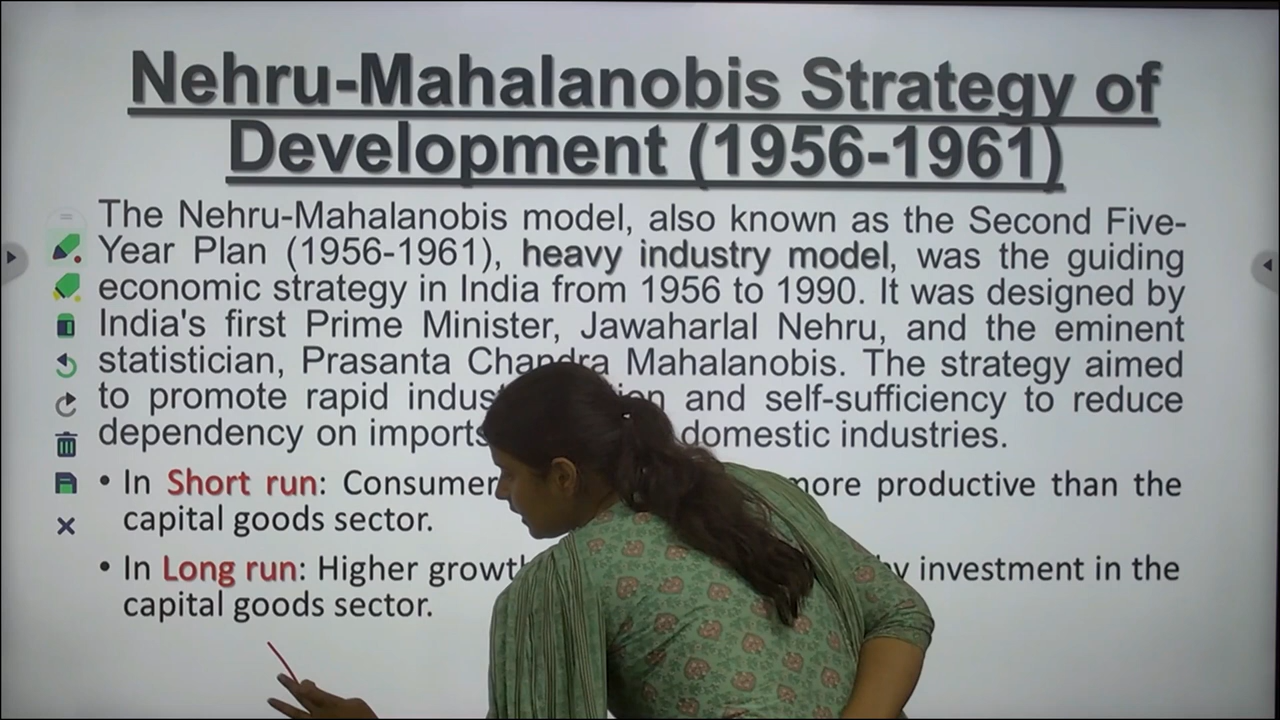 Nehru-Mahalanobis Strategy of
Development (1956-1961)
The Nehru-Mahalanobis model, also known as the Second Five-
Year Plan (1956-1961), heavy industry model, was the guiding
economic strategy in India from 1956 to 1990. It was designed by
India's first Prime Minister, Jawaharlal Nehru, and the eminent
statistician, Prasanta Chandra Mahalanobis. The strategy aimed
to promote rapid and self-sufficiency to reduce
dependency on imports domestic industries.
• In Short run: Consumer more productive than the
capital goods sector.
• In Long run: Higher investment in the
capital goods sector.